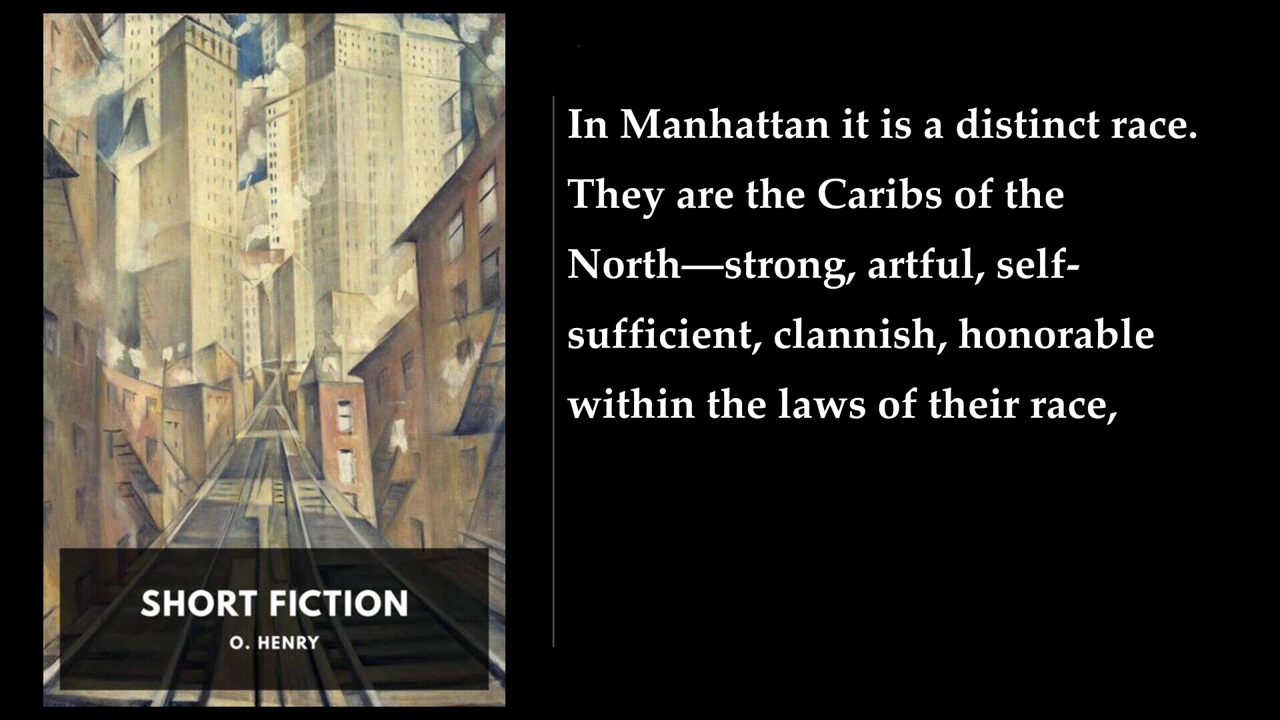 In Manhattan it is a distinct race.
They are the Caribs of the
North—strong, artful, self-
sufficient, clannish, honorable
within the laws of their race,
SHORT FICTION
O. HENRY